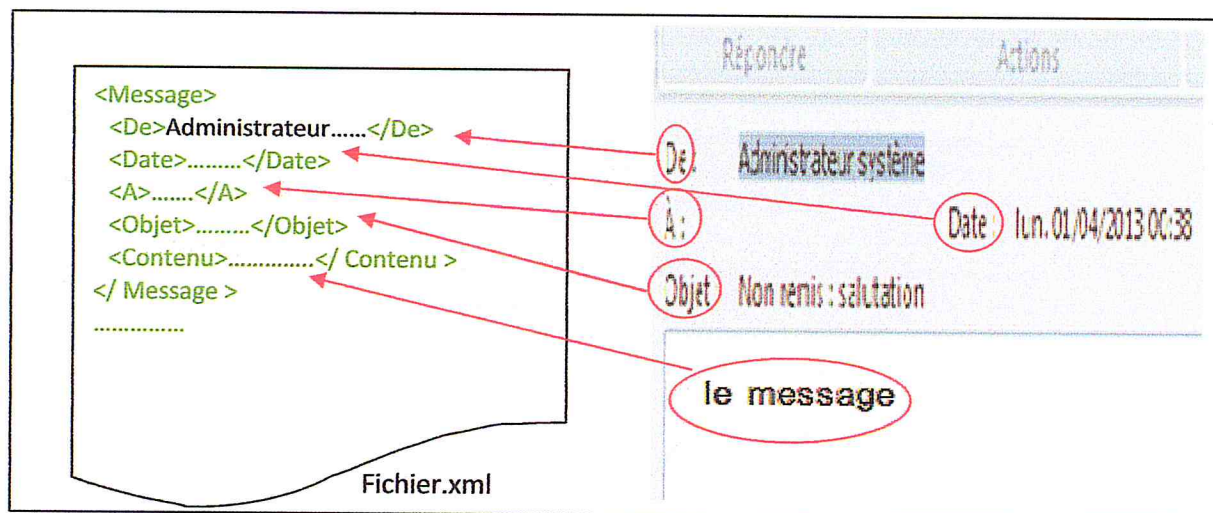 <Message>
<De>Administrateur......</De>
<Date>.........</Date>
<A>.......</A>
<Objet>.........</Objet>
<Contenu>..............</ Contenu >
</ Message >
...............
Fichier.xml
Répondre Actions
De : Administrateur système
À : Date : lun. 01/04/2013 00:38
Objet Non remis : salutation
le message